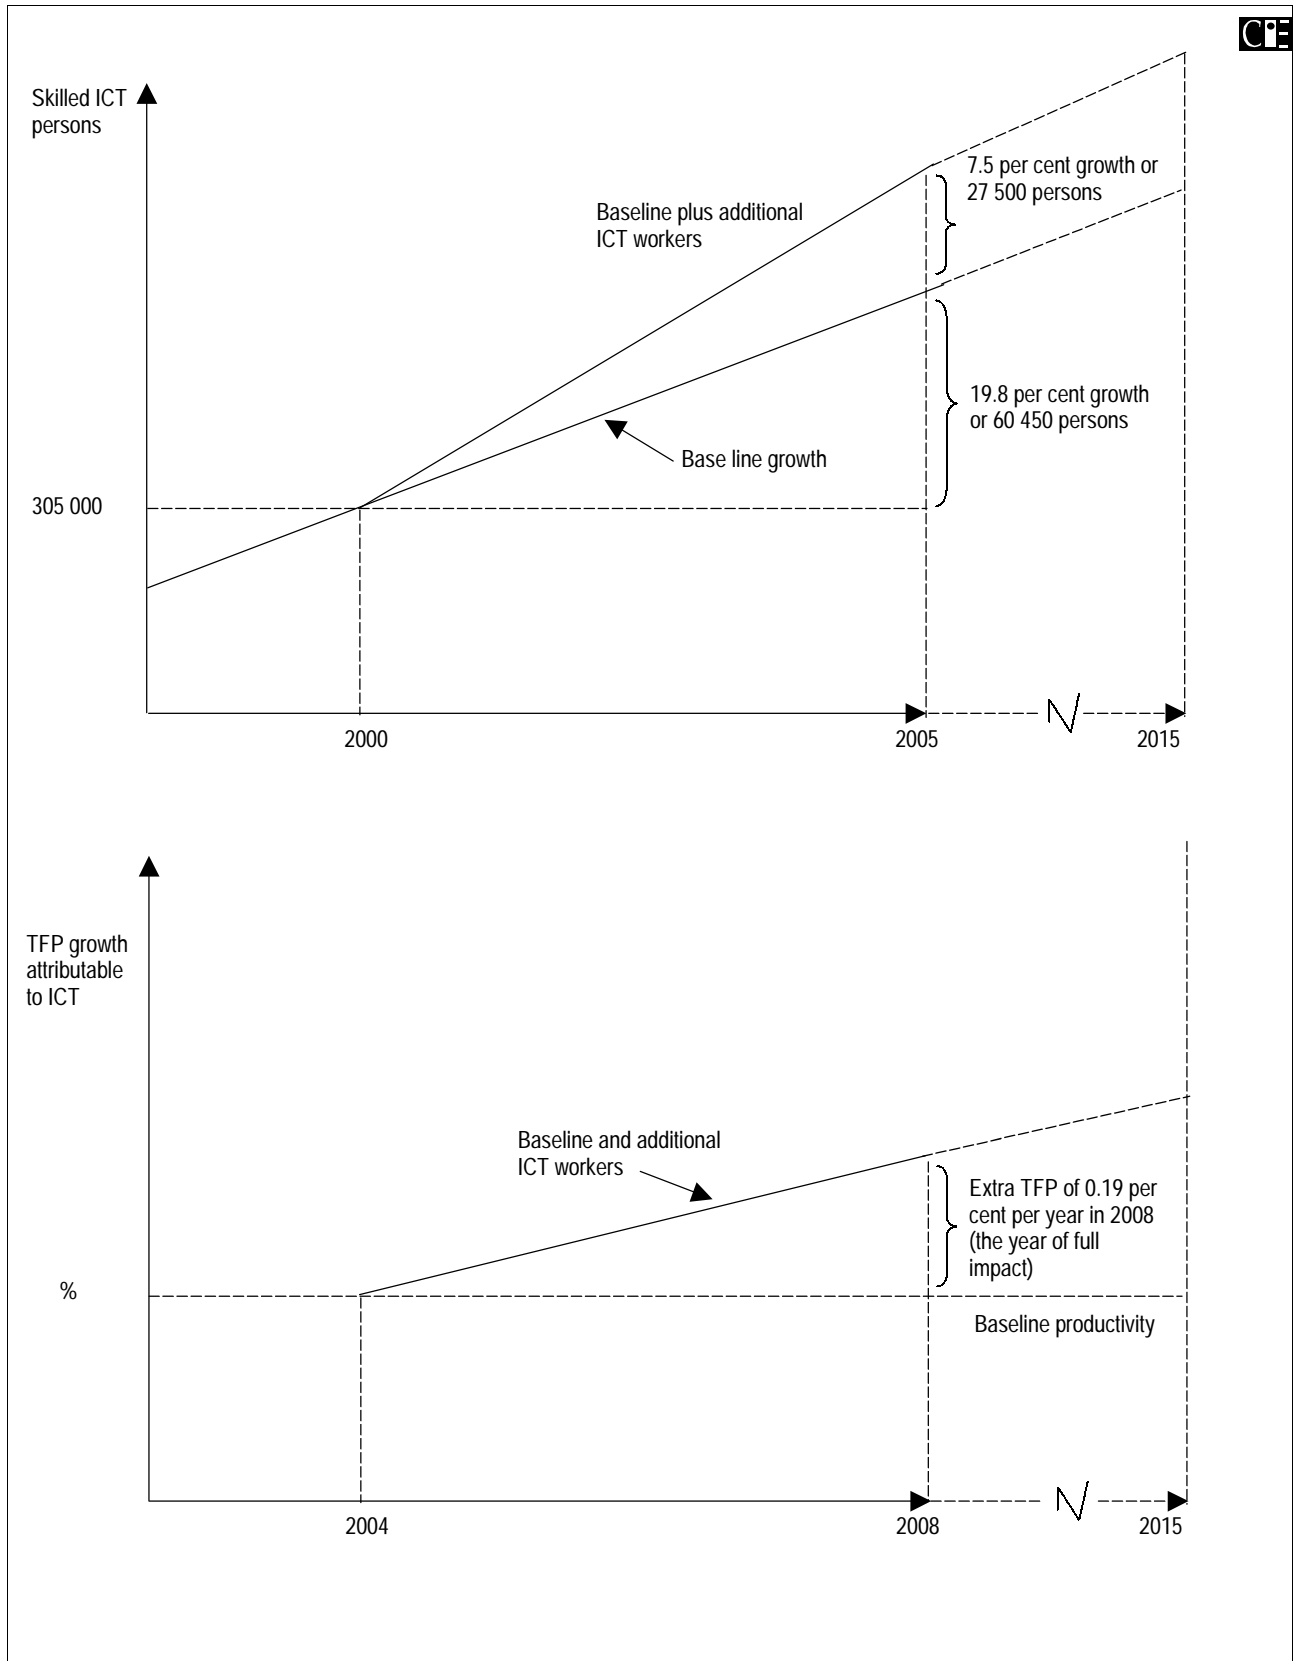 CIE
Skilled ICT
persons
7.5 per cent growth or
27 500 persons
Baseline plus additional
ICT workers
19.8 per cent growth
or 60 450 persons
Base line growth
305 000
2000
2005
2015
TFP growth
attributable
to ICT
Baseline and additional
ICT workers
Extra TFP of 0.19 per
cent per year in 2008
(the year of full
impact)
%
Baseline productivity
2004
2008
2015